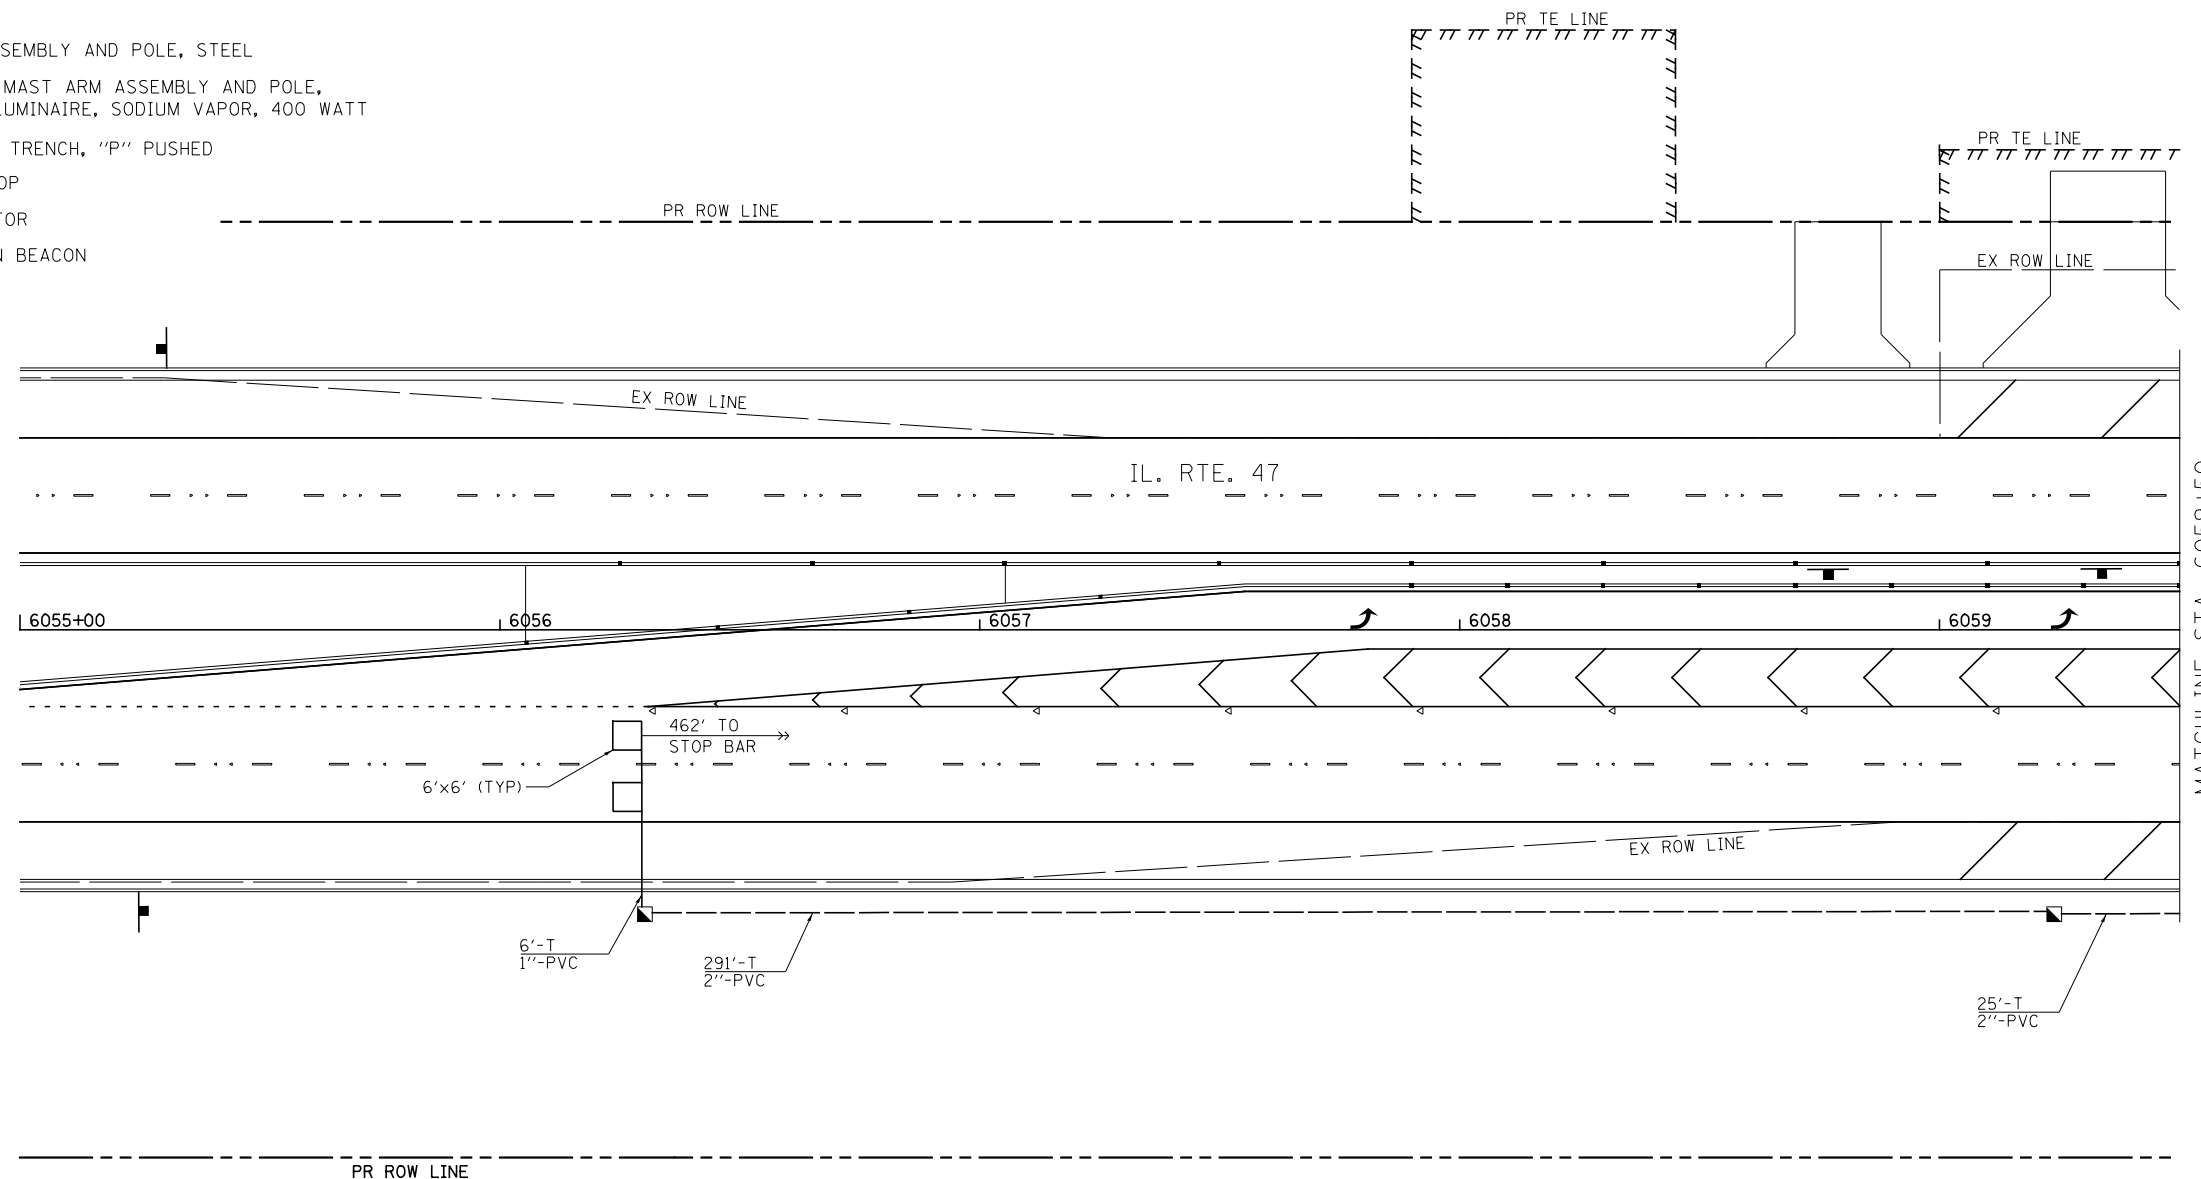 PR TE LINE
SEMBLY AND POLE, STEEL
MAST ARM ASSEMBLY AND POLE,
LUMINAIRE, SODIUM VAPOR, 400 WATT
TRENCH, "P" PUSHED
PR TE LINE
OP
TOR
PR ROW LINE
N BEACON
EX ROW LINE
EX ROW LINE
IL. RTE. 47
6055+00
6056
6057
6058
6059
462' TO
STOP BAR
6'x6' (TYP)
EX ROW LINE
6'-T
1"-PVC
291'-T
2"-PVC
25'-T
2"-PVC
PR ROW LINE